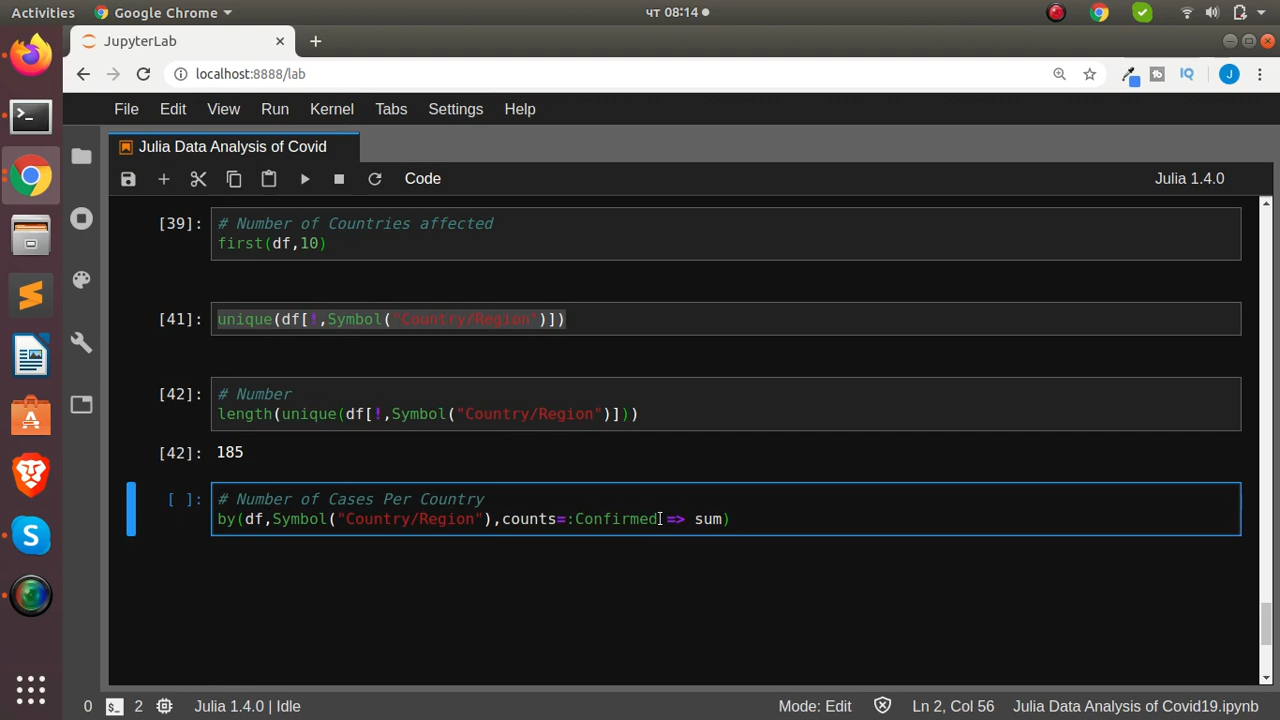 Activities
Google Chrome
чт 08:14
JupyterLab
localhost:8888/lab
IQ
J
File Edit View Run Kernel Tabs Settings Help
Julia Data Analysis of Covid
Code
Julia 1.4.0
[39]:
# Number of Countries affected
first(df,10)
[41]:
unique(df[!,Symbol("Country/Region")])
[42]:
# Number
length(unique(df[!,Symbol("Country/Region")]))
[42]:
185
[ ]:
# Number of Cases Per Country
by(df,Symbol("Country/Region"),counts=:Confirmed => sum)
0
2
Julia 1.4.0 | Idle
Mode: Edit
Ln 2, Col 56
Julia Data Analysis of Covid19.ipynb